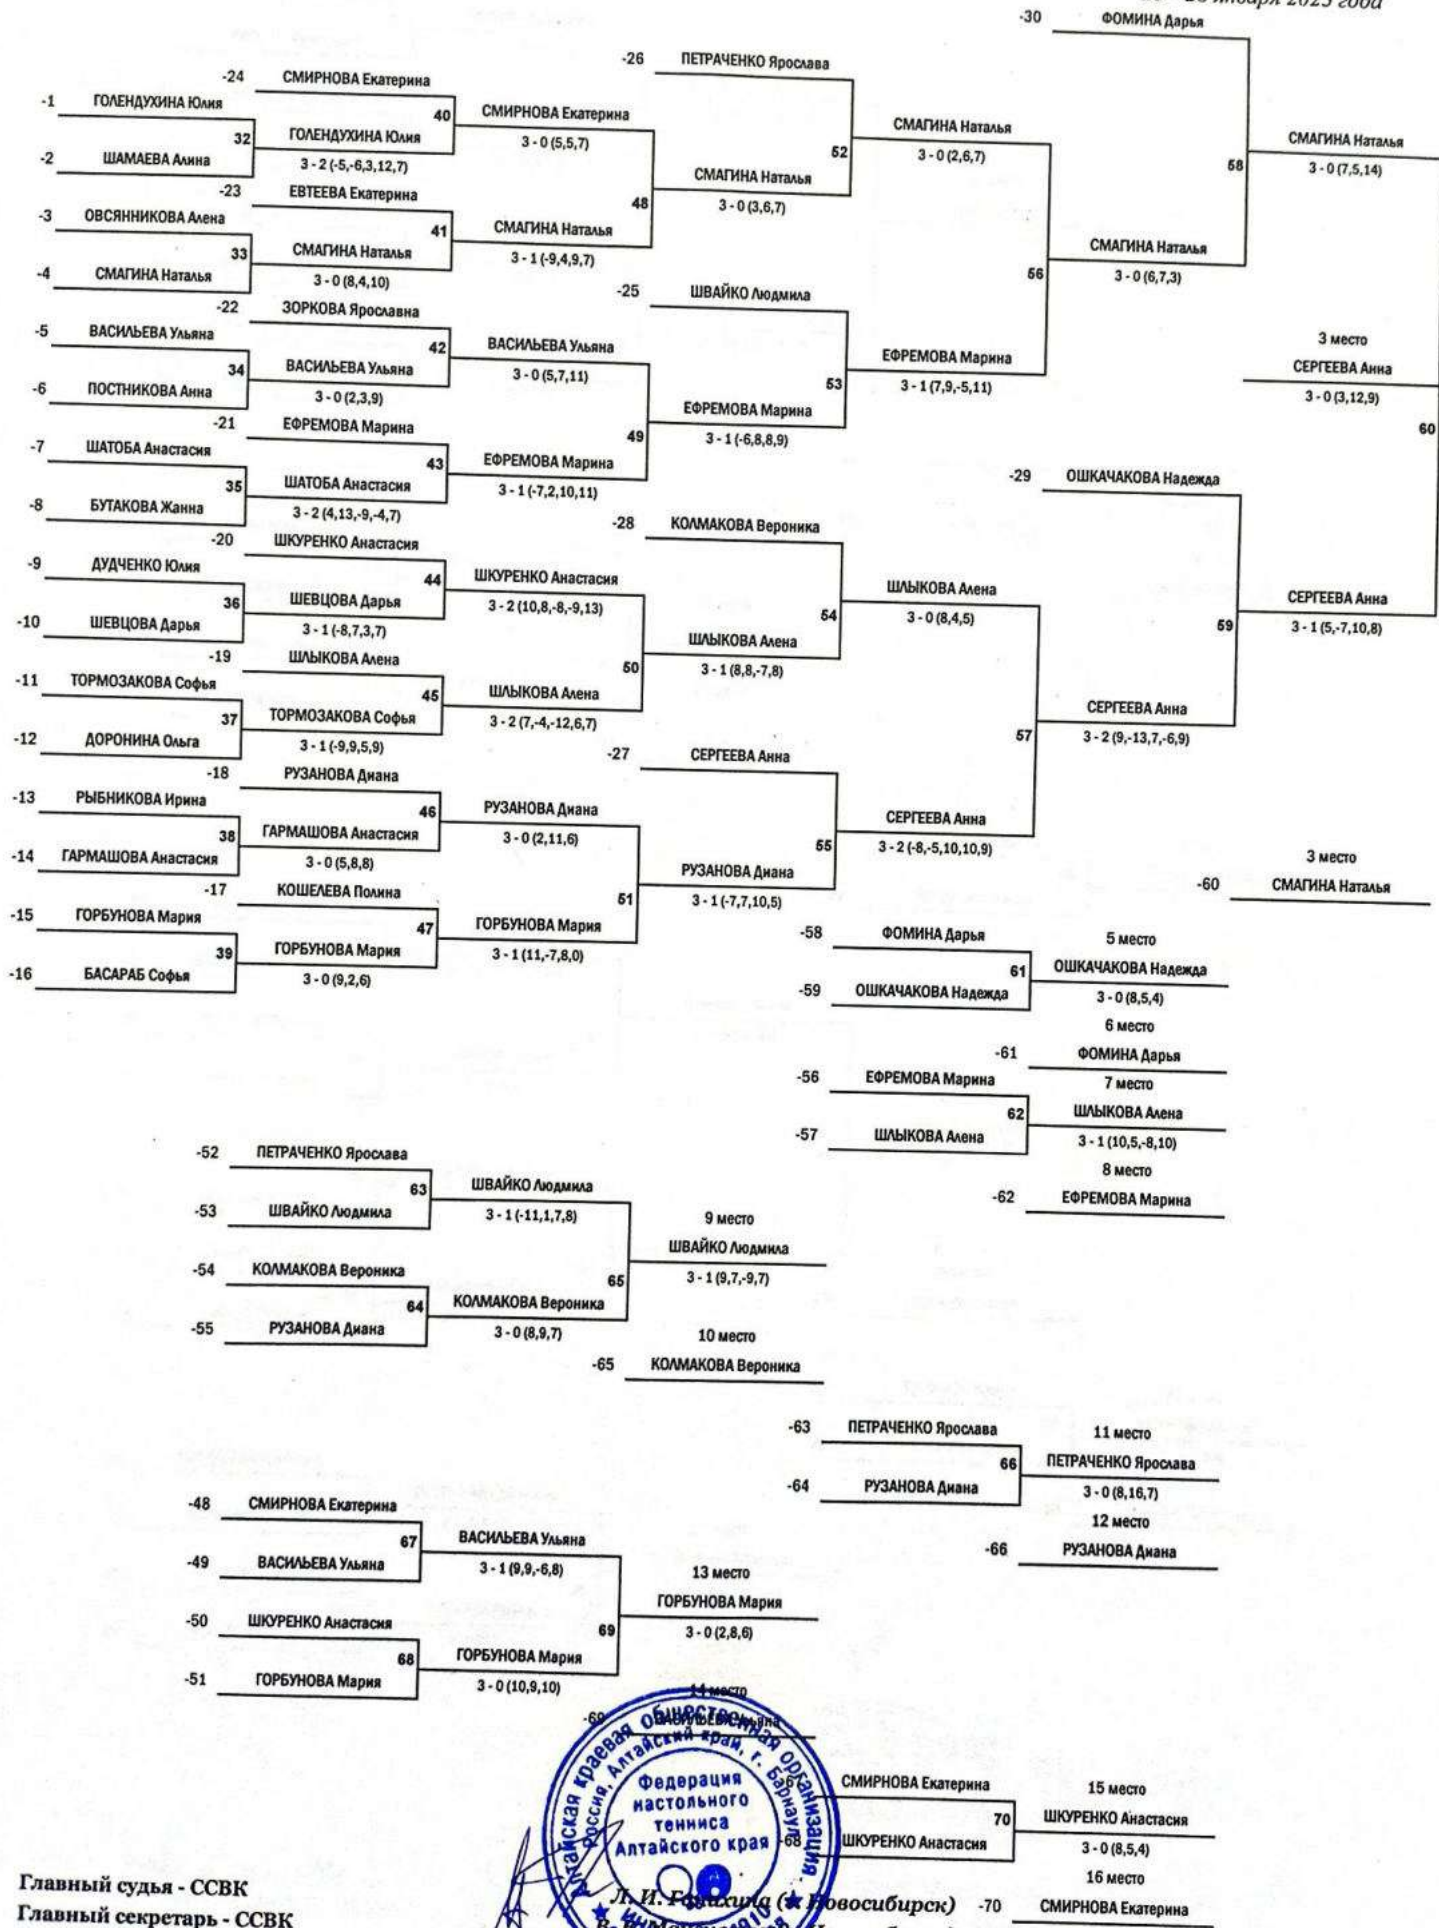 января 2025 года
-30 ФОМИНА Дарья
-26 ПЕТРАЧЕНКО Ярослава
-24 СМИРНОВА Екатерина
-1 ГОЛЕНДУХИНА Юлия
40 СМИРНОВА Екатерина
3 - 0 (5,5,7)
32 ГОЛЕНДУХИНА Юлия
3 - 2 (-5,-6,3,12,7)
-2 ШАМАЕВА Алина
52 СМАГИНА Наталья
3 - 0 (2,6,7)
58 СМАГИНА Наталья
3 - 0 (7,5,14)
-23 ЕВТЕЕВА Екатерина
48 СМАГИНА Наталья
3 - 0 (3,6,7)
-3 ОВСЯННИКОВА Алена
41 СМАГИНА Наталья
3 - 1 (-9,4,9,7)
33 СМАГИНА Наталья
3 - 0 (8,4,10)
-4 СМАГИНА Наталья
56 СМАГИНА Наталья
3 - 0 (6,7,3)
-25 ШВАЙКО Людмила
-22 ЗОРКОВА Ярославна
-5 ВАСИЛЬЕВА Ульяна
42 ВАСИЛЬЕВА Ульяна
3 - 0 (5,7,11)
34 ВАСИЛЬЕВА Ульяна
3 - 0 (2,3,9)
-6 ПОСТНИКОВА Анна
53 ЕФРЕМОВА Марина
3 - 1 (7,9,-5,11)
3 место
СЕРГЕЕВА Анна
3 - 0 (3,12,9)
60
-21 ЕФРЕМОВА Марина
49 ЕФРЕМОВА Марина
3 - 1 (-6,8,8,9)
-7 ШАТОБА Анастасия
43 ЕФРЕМОВА Марина
3 - 1 (-7,2,10,11)
35 ШАТОБА Анастасия
3 - 2 (4,13,-9,-4,7)
-8 БУТАКОВА Жанна
-29 ОШКАЧАКОВА Надежда
-28 КОЛМАКОВА Вероника
-20 ШКУРЕНКО Анастасия
-9 ДУДЧЕНКО Юлия
44 ШКУРЕНКО Анастасия
3 - 2 (10,8,-8,-9,13)
36 ШЕВЦОВА Дарья
3 - 1 (-8,7,3,7)
-10 ШЕВЦОВА Дарья
54 ШЛЫКОВА Алена
3 - 0 (8,4,5)
59 СЕРГЕЕВА Анна
3 - 1 (5,-7,10,8)
-19 ШЛЫКОВА Алена
50 ШЛЫКОВА Алена
3 - 1 (8,8,-7,8)
-11 ТОРМОЗАКОВА Софья
45 ШЛЫКОВА Алена
3 - 2 (7,-4,-12,6,7)
37 ТОРМОЗАКОВА Софья
3 - 1 (-9,9,5,9)
-12 ДОРОНИНА Ольга
57 СЕРГЕЕВА Анна
3 - 2 (9,-13,7,-6,9)
-27 СЕРГЕЕВА Анна
-18 РУЗАНОВА Диана
-13 РЫБНИКОВА Ирина
46 РУЗАНОВА Диана
3 - 0 (2,11,6)
38 ГАРМАШОВА Анастасия
3 - 0 (5,8,8)
-14 ГАРМАШОВА Анастасия
55 СЕРГЕЕВА Анна
3 - 2 (-8,-5,10,10,9)
-17 КОШЕЛЕВА Полина
51 РУЗАНОВА Диана
3 - 1 (-7,7,10,5)
3 место
-60 СМАГИНА Наталья
-15 ГОРБУНОВА Мария
47 ГОРБУНОВА Мария
3 - 1 (11,-7,8,0)
39 ГОРБУНОВА Мария
3 - 0 (9,2,6)
-16 БАСАРАБ Софья
-58 ФОМИНА Дарья
5 место
61 ОШКАЧАКОВА Надежда
-59 ОШКАЧАКОВА Надежда
3 - 0 (8,5,4)
6 место
-61 ФОМИНА Дарья
-56 ЕФРЕМОВА Марина
7 место
62 ШЛЫКОВА Алена
-57 ШЛЫКОВА Алена
3 - 1 (10,5,-8,10)
8 место
-62 ЕФРЕМОВА Марина
-52 ПЕТРАЧЕНКО Ярослава
63 ШВАЙКО Людмила
-53 ШВАЙКО Людмила
3 - 1 (-11,1,7,8)
9 место
65 ШВАЙКО Людмила
3 - 1 (9,7,-9,7)
-54 КОЛМАКОВА Вероника
64 КОЛМАКОВА Вероника
-55 РУЗАНОВА Диана
3 - 0 (8,9,7)
10 место
-65 КОЛМАКОВА Вероника
-63 ПЕТРАЧЕНКО Ярослава
11 место
66 ПЕТРАЧЕНКО Ярослава
-64 РУЗАНОВА Диана
3 - 0 (8,16,7)
12 место
-66 РУЗАНОВА Диана
-48 СМИРНОВА Екатерина
67 ВАСИЛЬЕВА Ульяна
-49 ВАСИЛЬЕВА Ульяна
3 - 1 (9,9,-6,8)
13 место
69 ГОРБУНОВА Мария
3 - 0 (2,8,6)
-50 ШКУРЕНКО Анастасия
68 ГОРБУНОВА Мария
-51 ГОРБУНОВА Мария
3 - 0 (10,9,10)
14 место
-69 ВАСИЛЬЕВА Ульяна
Алтайская краевая общественная организация
Россия, Алтайский край, г. Барнаул
Федерация
настольного
тенниса
Алтайского края
-67 СМИРНОВА Екатерина
15 место
70 ШКУРЕНКО Анастасия
-68 ШКУРЕНКО Анастасия
3 - 0 (8,5,4)
16 место
-70 СМИРНОВА Екатерина
Главный судья - ССВК
Л. И. (г. Новосибирск)
Главный секретарь - ССВК